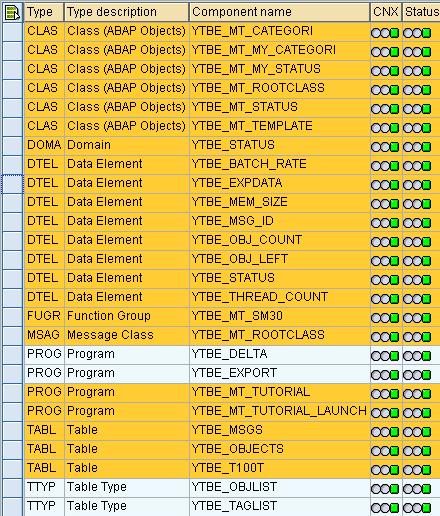 Type Type description Component name CNX Status
CLAS Class (ABAP Objects) YTBE_MT_CATEGORI
CLAS Class (ABAP Objects) YTBE_MT_MY_CATEGORI
CLAS Class (ABAP Objects) YTBE_MT_MY_STATUS
CLAS Class (ABAP Objects) YTBE_MT_ROOTCLASS
CLAS Class (ABAP Objects) YTBE_MT_STATUS
CLAS Class (ABAP Objects) YTBE_MT_TEMPLATE
DOMA Domain YTBE_STATUS
DTEL Data Element YTBE_BATCH_RATE
DTEL Data Element YTBE_EXPDATA
DTEL Data Element YTBE_MEM_SIZE
DTEL Data Element YTBE_MSG_ID
DTEL Data Element YTBE_OBJ_COUNT
DTEL Data Element YTBE_OBJ_LEFT
DTEL Data Element YTBE_STATUS
DTEL Data Element YTBE_THREAD_COUNT
FUGR Function Group YTBE_MT_SM30
MSAG Message Class YTBE_MT_ROOTCLASS
PROG Program YTBE_DELTA
PROG Program YTBE_EXPORT
PROG Program YTBE_MT_TUTORIAL
PROG Program YTBE_MT_TUTORIAL_LAUNCH
TABL Table YTBE_MSGS
TABL Table YTBE_OBJECTS
TABL Table YTBE_T100T
TTYP Table Type YTBE_OBJLIST
TTYP Table Type YTBE_TAGLIST